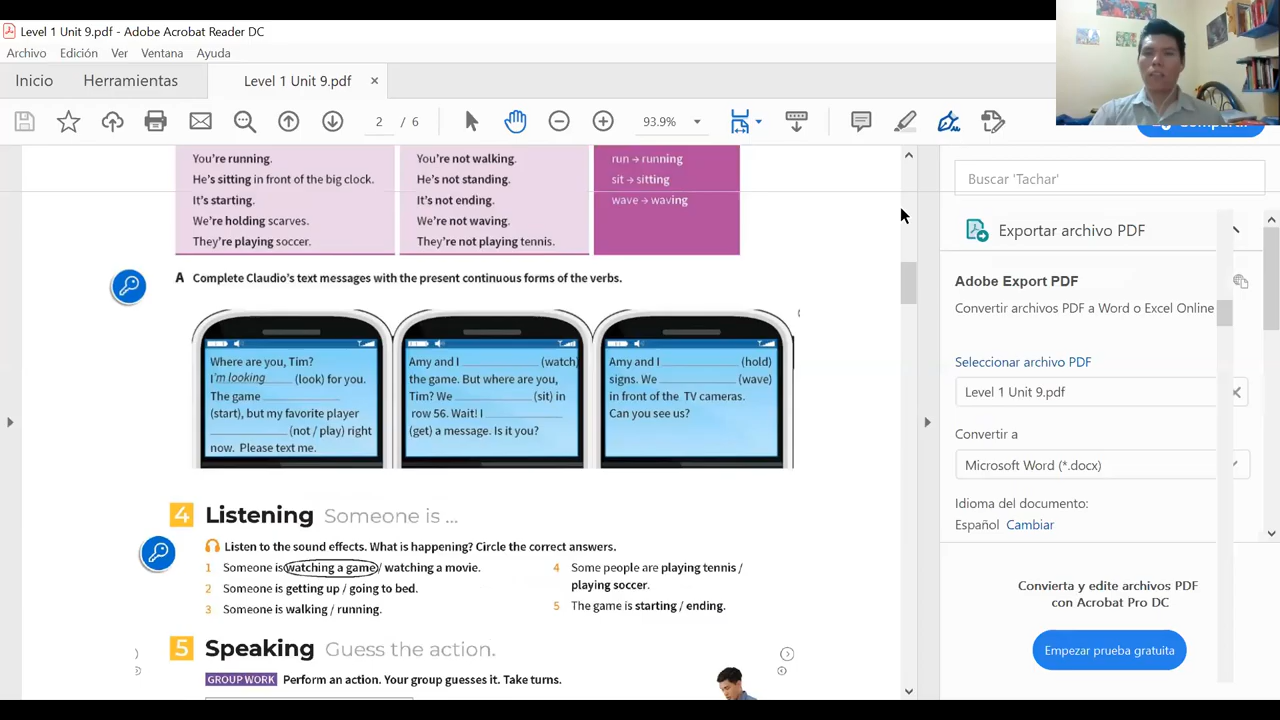 Level 1 Unit 9.pdf - Adobe Acrobat Reader DC
Archivo Edición Ver Ventana Ayuda
Inicio Herramientas Level 1 Unit 9.pdf ×
2 / 6 93.9%
You're running. You're not walking. run → running
He's sitting in front of the big clock. He's not standing. sit → sitting
It's starting. It's not ending. wave → waving
We're holding scarves. We're not waving.
They're playing soccer. They're not playing tennis.
A Complete Claudio's text messages with the present continuous forms of the verbs.
Where are you, Tim?
I'm looking____ (look) for you.
The game ______________
(start), but my favorite player
______________ (not / play) right
now. Please text me.
Amy and I ______________ (watch)
the game. But where are you,
Tim? We ______________ (sit) in
row 56. Wait! I ______________
(get) a message. Is it you?
Amy and I ______________ (hold)
signs. We ______________ (wave)
in front of the TV cameras.
Can you see us?
4 Listening Someone is ...
Listen to the sound effects. What is happening? Circle the correct answers.
1 Someone is watching a game / watching a movie.
2 Someone is getting up / going to bed.
3 Someone is walking / running.
4 Some people are playing tennis /
playing soccer.
5 The game is starting / ending.
5 Speaking Guess the action.
GROUP WORK Perform an action. Your group guesses it. Take turns.
Buscar 'Tachar'
Exportar archivo PDF
Adobe Export PDF
Convertir archivos PDF a Word o Excel Online
Seleccionar archivo PDF
Level 1 Unit 9.pdf ×
Convertir a
Microsoft Word (*.docx)
Idioma del documento:
Español Cambiar
Convierta y edite archivos PDF
con Acrobat Pro DC
Empezar prueba gratuita